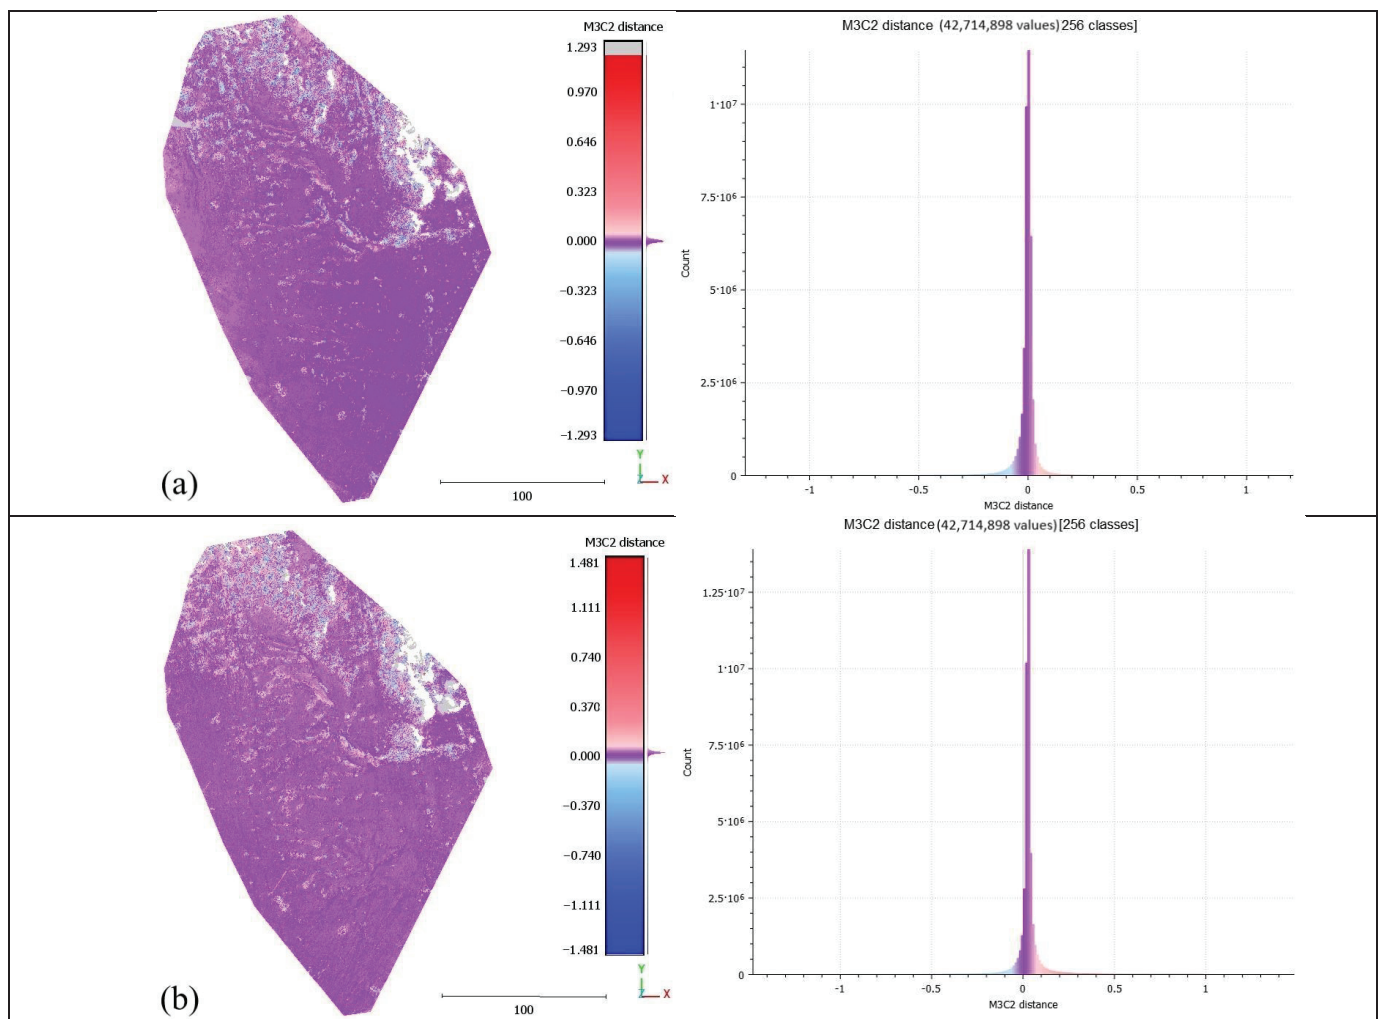 M3C2 distance
1.293
0.970
0.646
0.323
0.000
−0.323
−0.646
−0.970
−1.293
Y
Z X
100
(a)
M3C2 distance (42,714,898 values) 256 classes]
1·10⁷
7.5·10⁶
5·10⁶
2.5·10⁶
0
Count
-1 -0.5 0 0.5 1
M3C2 distance
M3C2 distance
1.481
1.111
0.740
0.370
0.000
−0.370
−0.740
−1.111
−1.481
Y
Z X
100
(b)
M3C2 distance (42,714,898 values) [256 classes]
1.25·10⁷
1·10⁷
7.5·10⁶
5·10⁶
2.5·10⁶
0
Count
-1 -0.5 0 0.5 1
M3C2 distance